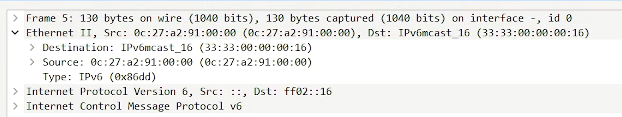 Frame 5: 130 bytes on wire (1040 bits), 130 bytes captured (1040 bits) on interface -, id 0
Ethernet II, Src: 0c:27:a2:91:00:00 (0c:27:a2:91:00:00), Dst: IPv6mcast_16 (33:33:00:00:00:16)
Destination: IPv6mcast_16 (33:33:00:00:00:16)
Source: 0c:27:a2:91:00:00 (0c:27:a2:91:00:00)
Type: IPv6 (0x86dd)
Internet Protocol Version 6, Src: ::, Dst: ff02::16
Internet Control Message Protocol v6